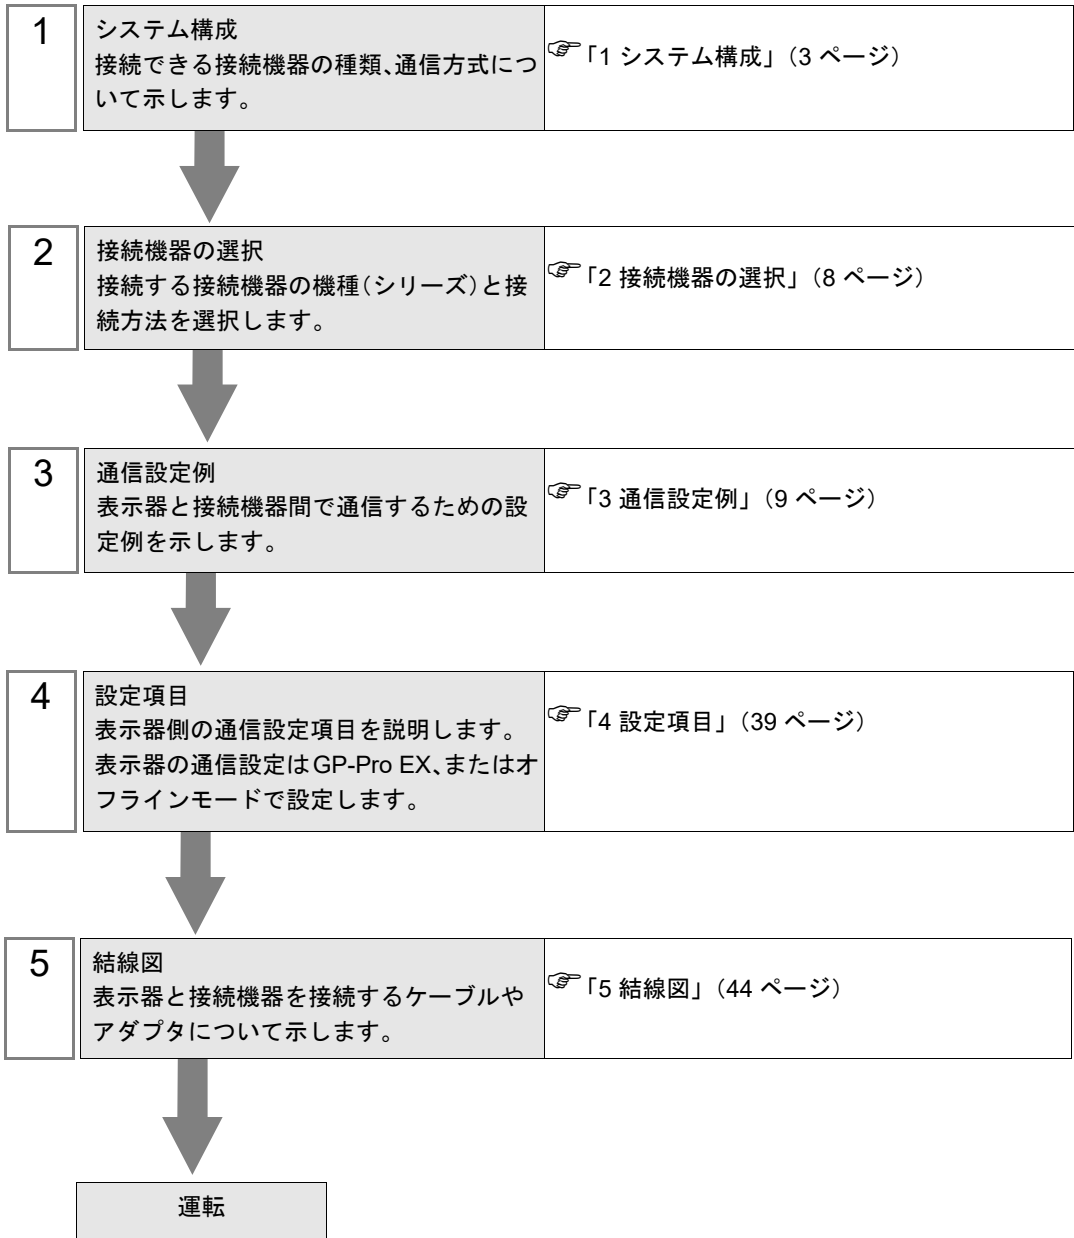 1
システム構成
接続できる接続機器の種類、通信方式につ
いて示します。
☞「1 システム構成」（3 ページ）
2
接続機器の選択
接続する接続機器の機種（シリーズ）と接
続方法を選択します。
☞「2 接続機器の選択」（8 ページ）
3
通信設定例
表示器と接続機器間で通信するための設
定例を示します。
☞「3 通信設定例」（9 ページ）
4
設定項目
表示器側の通信設定項目を説明します。
表示器の通信設定はGP-Pro EX、またはオ
フラインモードで設定します。
☞「4 設定項目」（39 ページ）
5
結線図
表示器と接続機器を接続するケーブルや
アダプタについて示します。
☞「5 結線図」（44 ページ）
運転